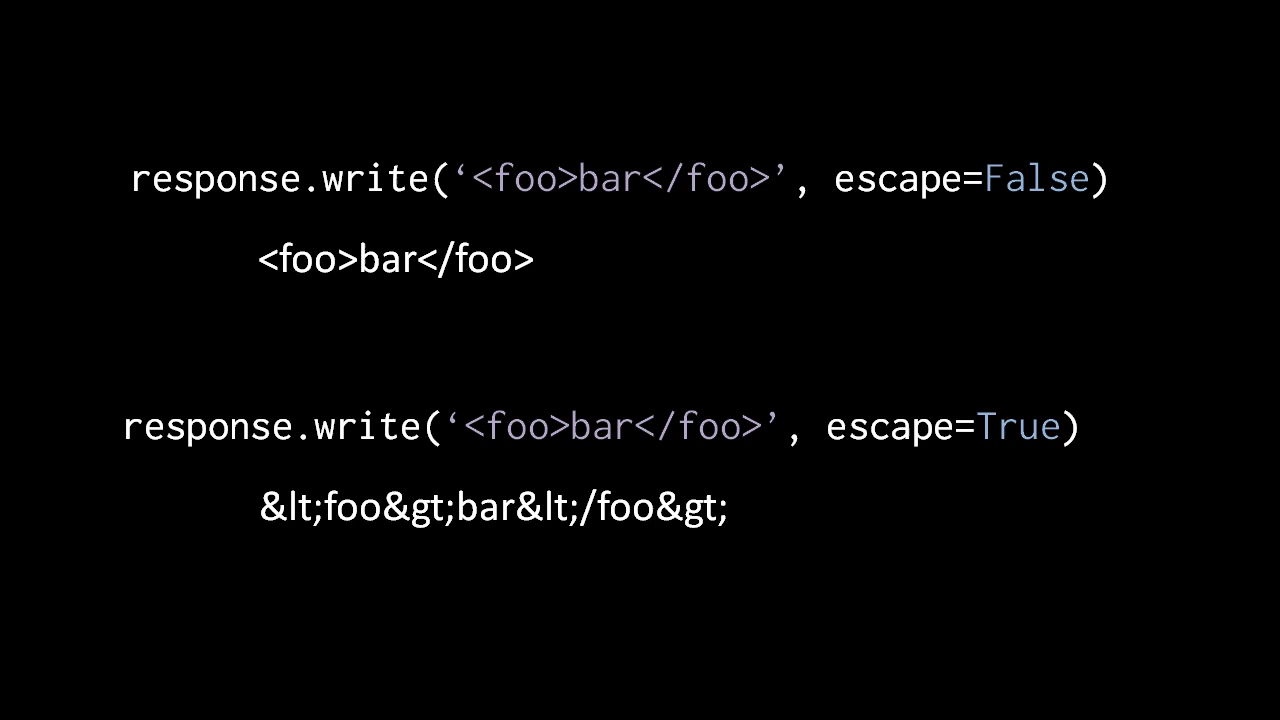 response.write(‘<foo>bar</foo>’, escape=False)
<foo>bar</foo>
response.write(‘<foo>bar</foo>’, escape=True)
&lt;foo&gt;bar&lt;/foo&gt;